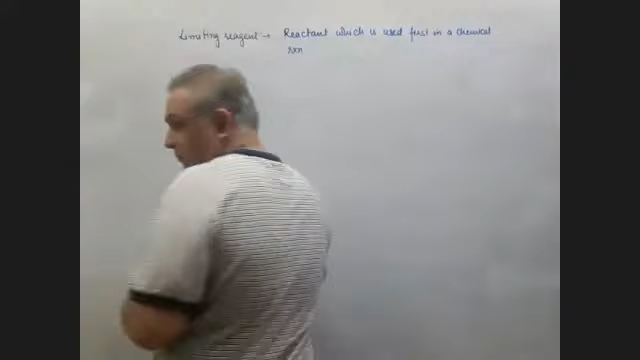 Limiting reagent :→ Reactant which is used first in a chemical
rxn